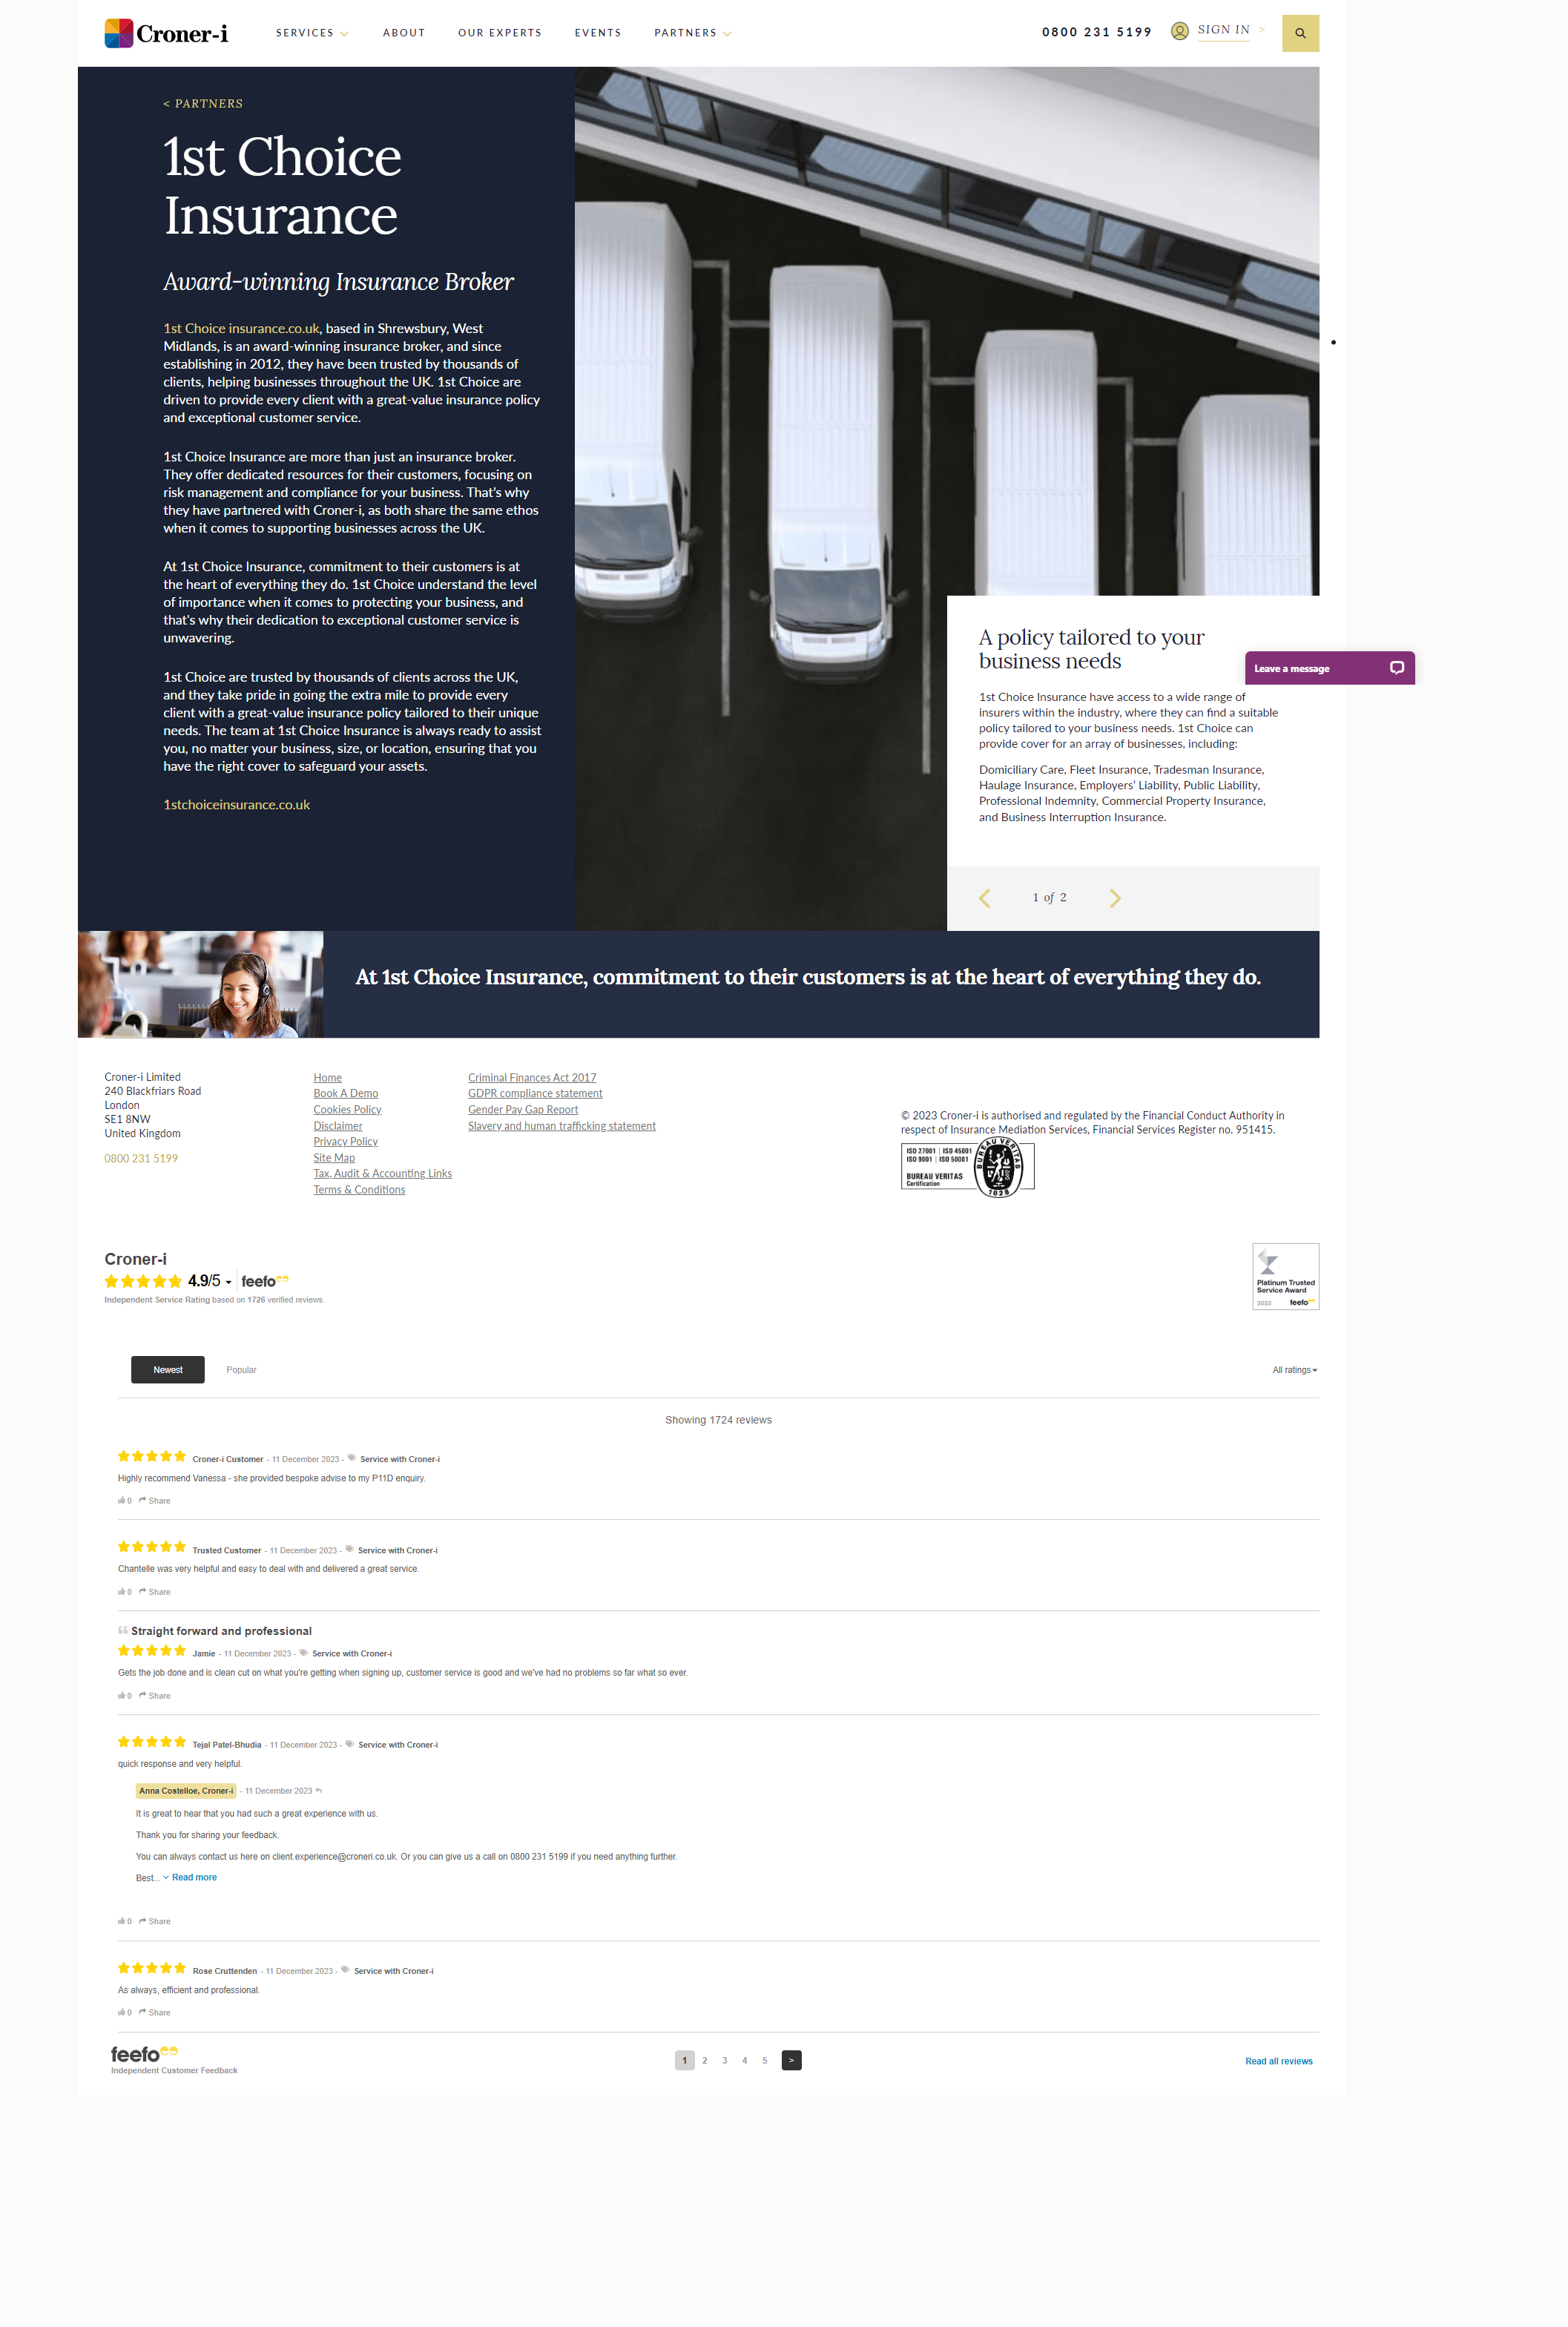 Croner-i
SERVICES
ABOUT
OUR EXPERTS
EVENTS
PARTNERS
0800 231 5199
SIGN IN >
< PARTNERS
1st Choice
Insurance
Award-winning Insurance Broker
1st Choice insurance.co.uk, based in Shrewsbury, West
Midlands, is an award-winning insurance broker, and since
establishing in 2012, they have been trusted by thousands of
clients, helping businesses throughout the UK. 1st Choice are
driven to provide every client with a great-value insurance policy
and exceptional customer service.
1st Choice Insurance are more than just an insurance broker.
They offer dedicated resources for their customers, focusing on
risk management and compliance for your business. That's why
they have partnered with Croner-i, as both share the same ethos
when it comes to supporting businesses across the UK.
At 1st Choice Insurance, commitment to their customers is at
the heart of everything they do. 1st Choice understand the level
of importance when it comes to protecting your business, and
that's why their dedication to exceptional customer service is
unwavering.
1st Choice are trusted by thousands of clients across the UK,
and they take pride in going the extra mile to provide every
client with a great-value insurance policy tailored to their unique
needs. The team at 1st Choice Insurance is always ready to assist
you, no matter your business, size, or location, ensuring that you
have the right cover to safeguard your assets.
1stchoiceinsurance.co.uk
A policy tailored to your
business needs
Leave a message
1st Choice Insurance have access to a wide range of
insurers within the industry, where they can find a suitable
policy tailored to your business needs. 1st Choice can
provide cover for an array of businesses, including:
Domiciliary Care, Fleet Insurance, Tradesman Insurance,
Haulage Insurance, Employers' Liability, Public Liability,
Professional Indemnity, Commercial Property Insurance,
and Business Interruption Insurance.
1 of 2
At 1st Choice Insurance, commitment to their customers is at the heart of everything they do.
Croner-i Limited
240 Blackfriars Road
London
SE1 8NW
United Kingdom
0800 231 5199
Home
Book A Demo
Cookies Policy
Disclaimer
Privacy Policy
Site Map
Tax, Audit & Accounting Links
Terms & Conditions
Criminal Finances Act 2017
GDPR compliance statement
Gender Pay Gap Report
Slavery and human trafficking statement
© 2023 Croner-i is authorised and regulated by the Financial Conduct Authority in
respect of Insurance Mediation Services, Financial Services Register no. 951415.
ISO 27001 | ISO 45001
ISO 9001 | ISO 50001
BUREAU VERITAS
Certification
BUREAU VERITAS
1828
Croner-i
4.9/5 feefo
Independent Service Rating based on 1726 verified reviews.
Platinum Trusted
Service Award
2022 feefo
Newest
Popular
All ratings
Showing 1724 reviews
Croner-i Customer - 11 December 2023 - Service with Croner-i
Highly recommend Vanessa - she provided bespoke advise to my P11D enquiry.
0 Share
Trusted Customer - 11 December 2023 - Service with Croner-i
Chantelle was very helpful and easy to deal with and delivered a great service.
0 Share
Straight forward and professional
Jamie - 11 December 2023 - Service with Croner-i
Gets the job done and is clean cut on what you're getting when signing up, customer service is good and we've had no problems so far what so ever.
0 Share
Tejal Patel-Bhudia - 11 December 2023 - Service with Croner-i
quick response and very helpful.
Anna Costelloe, Croner-i - 11 December 2023
It is great to hear that you had such a great experience with us.
Thank you for sharing your feedback.
You can always contact us here on client.experience@croneri.co.uk. Or you can give us a call on 0800 231 5199 if you need anything further.
Best... Read more
0 Share
Rose Cruttenden - 11 December 2023 - Service with Croner-i
As always, efficient and professional.
0 Share
feefo
Independent Customer Feedback
1 2 3 4 5 >
Read all reviews